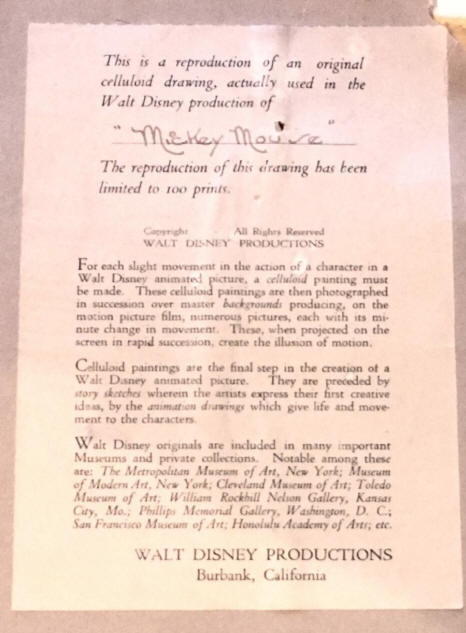 This is a reproduction of an original
celluloid drawing, actually used in the
Walt Disney production of
"Mickey Mouse"
The reproduction of this drawing has been
limited to 100 prints.
Copyright All Rights Reserved
WALT DISNEY PRODUCTIONS
For each slight movement in the action of a character in a
Walt Disney animated picture, a celluloid painting must
be made. These celluloid paintings are then photographed
in succession over master backgrounds producing, on the
motion picture film, numerous pictures, each with its mi-
nute change in movement. These, when projected on the
screen in rapid succession, create the illusion of motion.
Celluloid paintings are the final step in the creation of a
Walt Disney animated picture. They are preceded by
story sketches wherein the artists express their first creative
ideas, by the animation drawings which give life and move-
ment to the characters.
Walt Disney originals are included in many important
Museums and private collections. Notable among these
are: The Metropolitan Museum of Art, New York; Museum
of Modern Art, New York; Cleveland Museum of Art; Toledo
Museum of Art; William Rockhill Nelson Gallery, Kansas
City, Mo.; Phillips Memorial Gallery, Washington, D. C.;
San Francisco Museum of Art; Honolulu Academy of Arts; etc.
WALT DISNEY PRODUCTIONS
Burbank, California